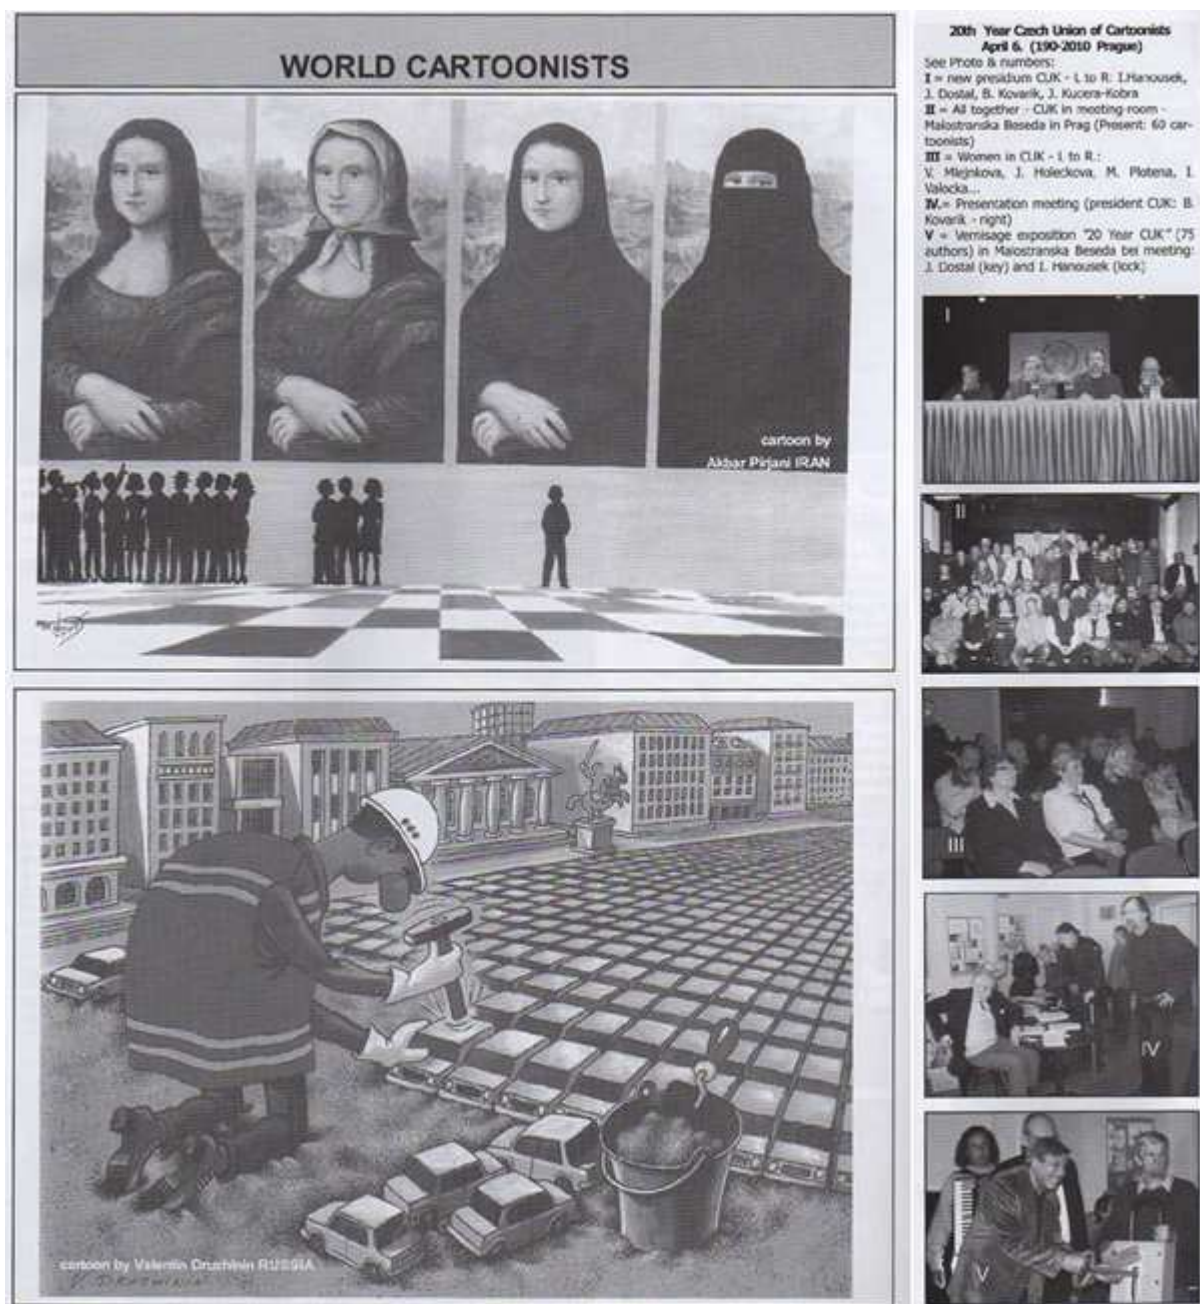 WORLD CARTOONISTS
cartoon by
Akbar Pirjani IRAN
cartoon by Valentin Druzhinin RUSSIA
20th Year Czech Union of Cartoonists
April 6. (190-2010 Prague)
See Photo & numbers:
I = new presidium CUK - L to R: I.Hanousek,
J. Dostal, B. Kovarik, J. Kucera-Kobra
II = All together - CUK in meeting-room -
Malostranska Beseda in Prag (Present: 60 car-
toonists)
III = Women in CUK - L to R.:
V. Mlejnkova, J. Holeckova, M. Plotena, I.
Valocka...
IV.= Presentation meeting (president CUK: B.
Kovarik - right)
V = Vernisage exposition "20 Year CUK" (75
authors) in Malostranska Beseda bei meeting:
J. Dostal (key) and I. Hanousek (lock)
I
II
III
IV
V